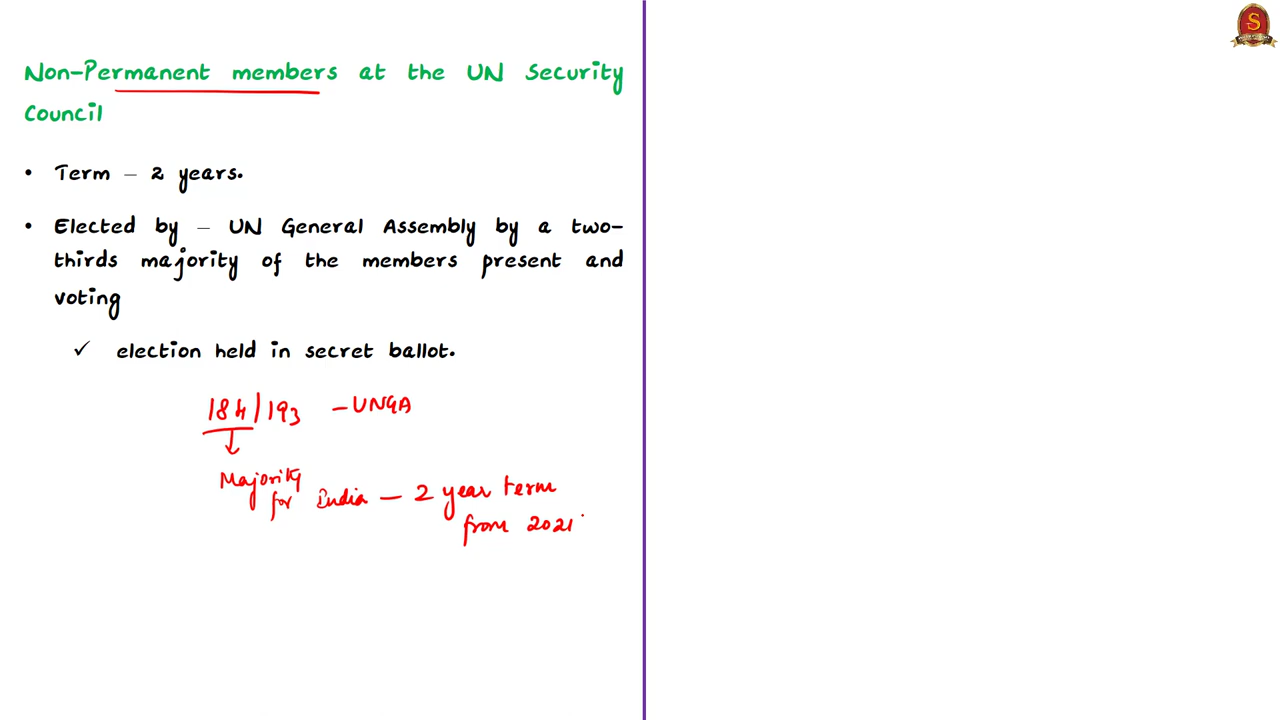 Non-Permanent members at the UN Security
Council
• Term – 2 years.
• Elected by – UN General Assembly by a two-
thirds majority of the members present and
voting
✓ election held in secret ballot.
184/193 – UNGA
Majority
for India – 2 year term
from 2021
S